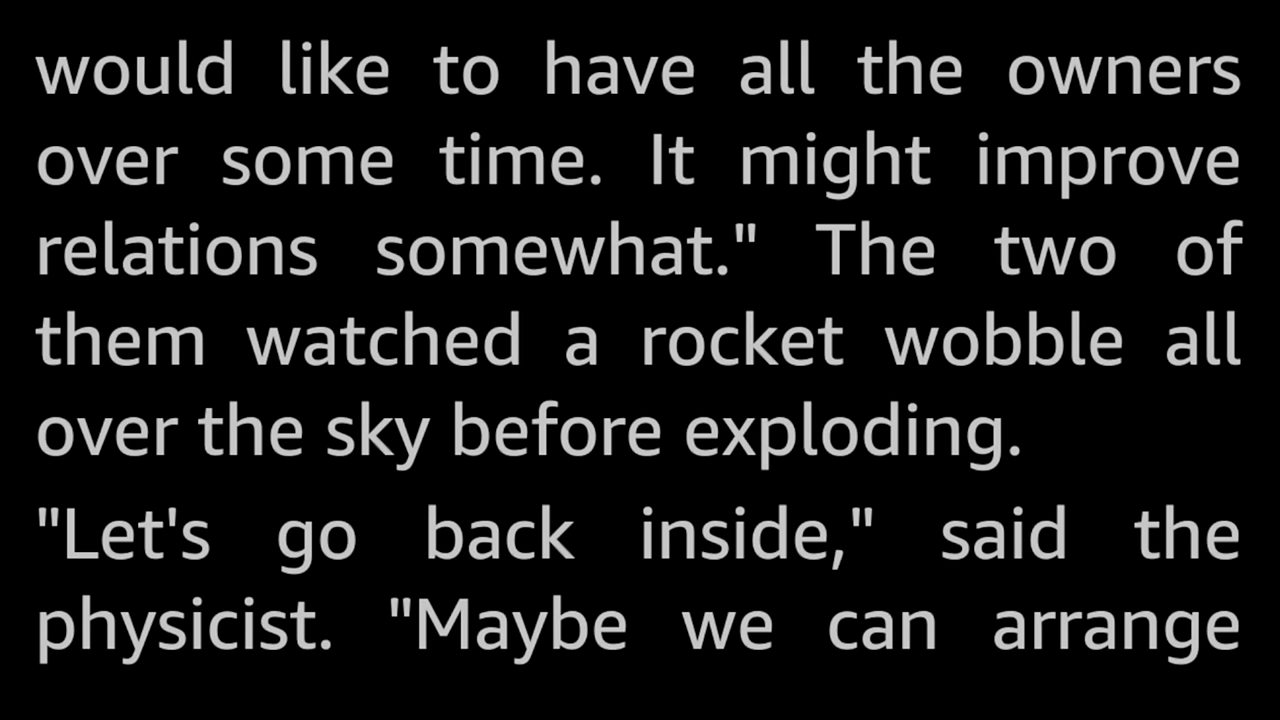 would like to have all the owners
over some time. It might improve
relations somewhat." The two of
them watched a rocket wobble all
over the sky before exploding.
"Let's go back inside," said the
physicist. "Maybe we can arrange